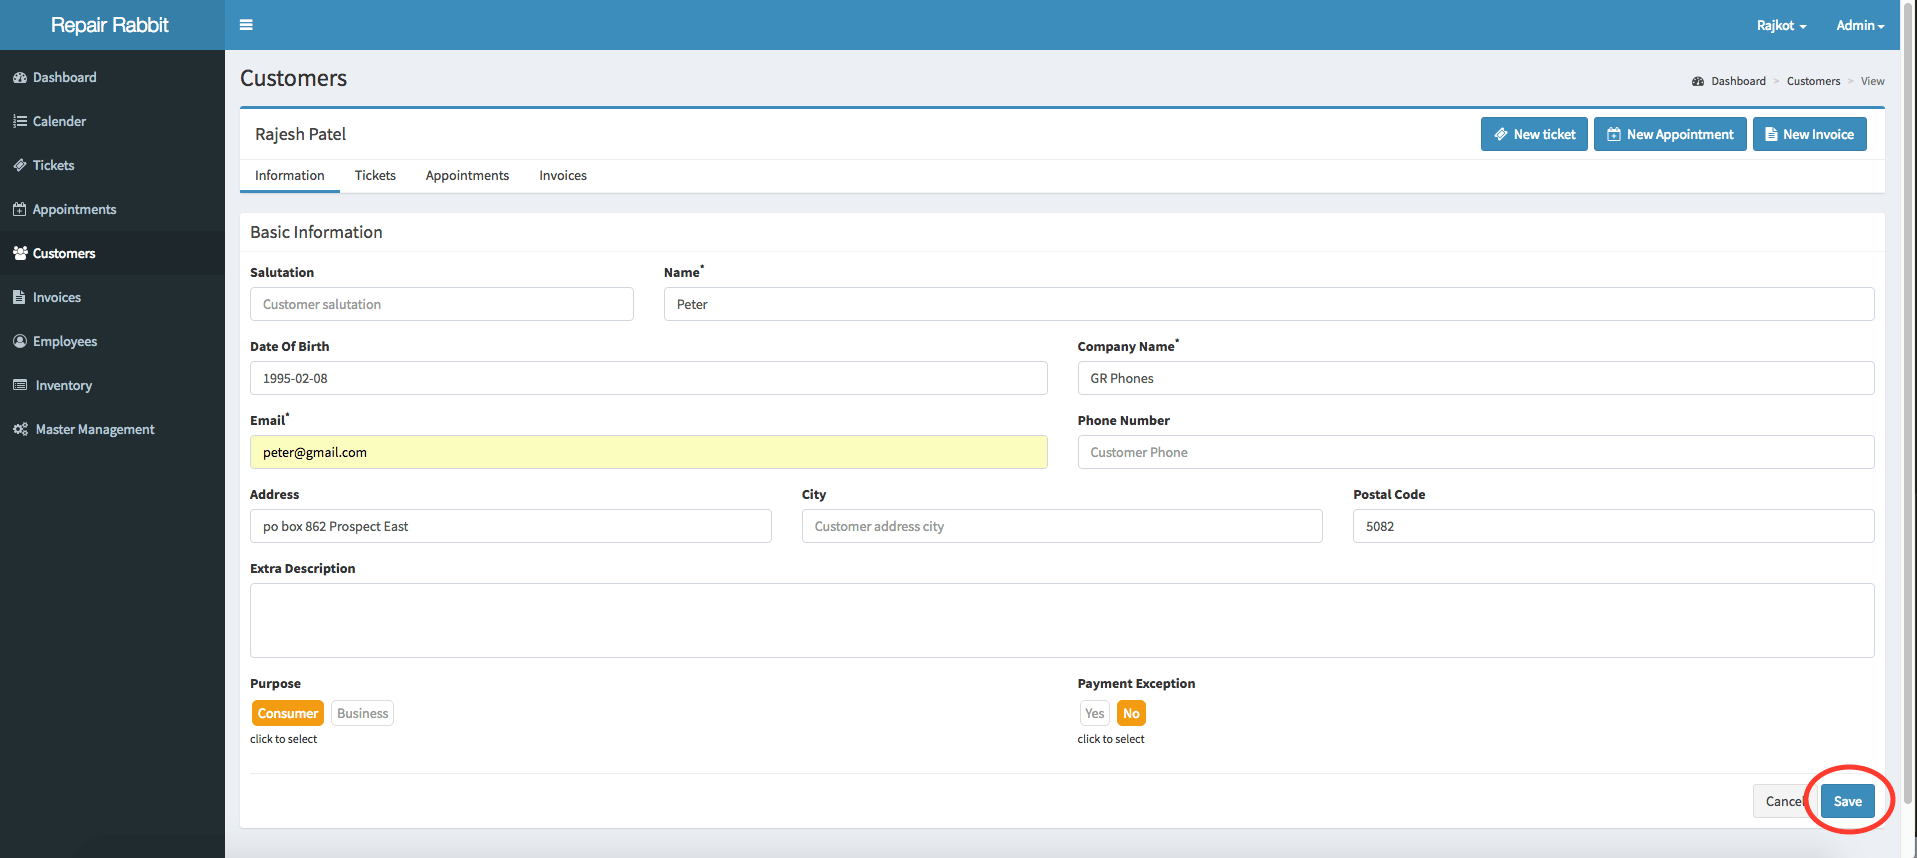 Repair Rabbit
Rajkot
Admin
Dashboard
Calender
Tickets
Appointments
Customers
Invoices
Employees
Inventory
Master Management
Customers
Dashboard > Customers > View
Rajesh Patel
New ticket
New Appointment
New Invoice
Information Tickets Appointments Invoices
Basic Information
Salutation Name*
Customer salutation Peter
Date Of Birth Company Name*
1995-02-08 GR Phones
Email* Phone Number
peter@gmail.com Customer Phone
Address City Postal Code
po box 862 Prospect East Customer address city 5082
Extra Description
Purpose Payment Exception
Consumer Business Yes No
click to select click to select
Cancel Save